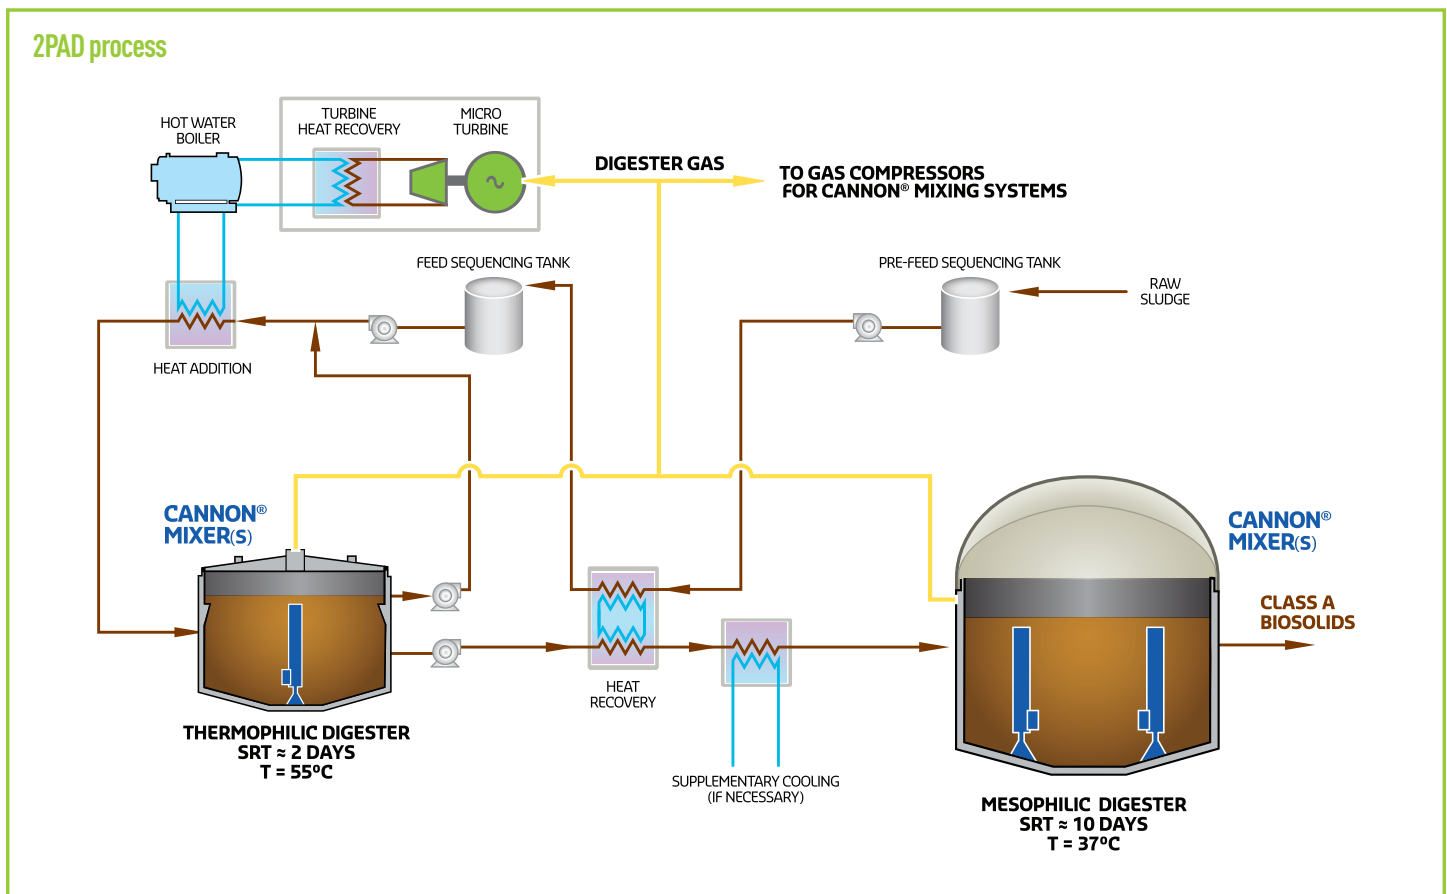 2PAD process
HOT WATER
BOILER
TURBINE
HEAT RECOVERY
MICRO
TURBINE
DIGESTER GAS
TO GAS COMPRESSORS
FOR CANNON® MIXING SYSTEMS
FEED SEQUENCING TANK
PRE-FEED SEQUENCING TANK
RAW
SLUDGE
HEAT ADDITION
CANNON®
MIXER(S)
CANNON®
MIXER(S)
CLASS A
BIOSOLIDS
HEAT
RECOVERY
THERMOPHILIC DIGESTER
SRT ≈ 2 DAYS
T = 55ºC
SUPPLEMENTARY COOLING
(IF NECESSARY)
MESOPHILIC DIGESTER
SRT ≈ 10 DAYS
T = 37ºC